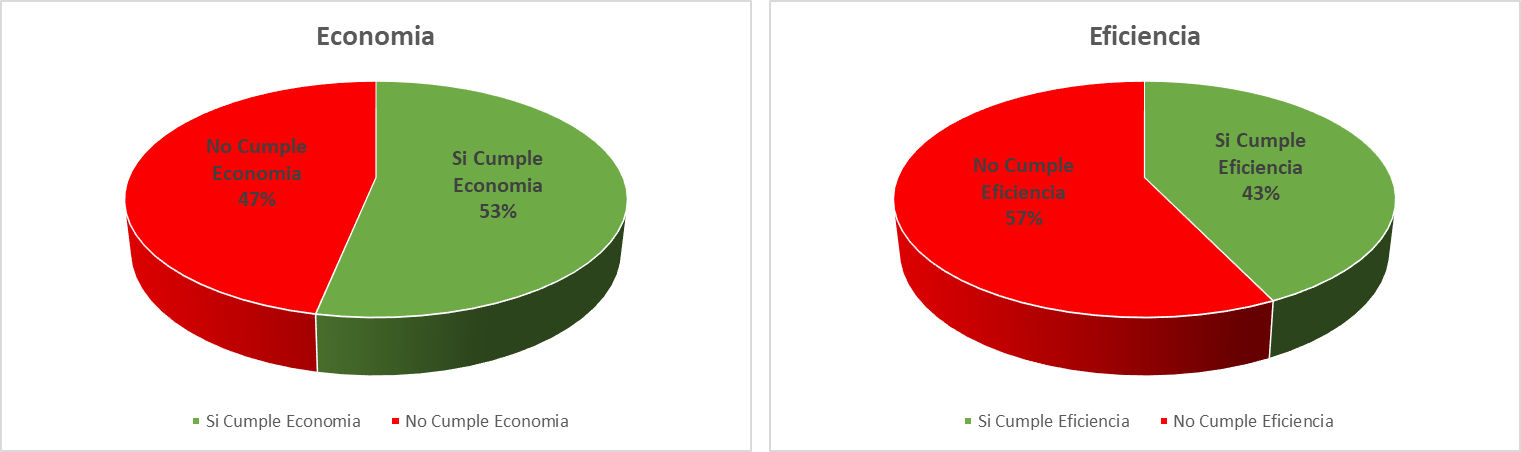 Economia
No Cumple
Economia
47%
Si Cumple
Economia
53%
Si Cumple Economia
No Cumple Economia
Eficiencia
No Cumple
Eficiencia
57%
Si Cumple
Eficiencia
43%
Si Cumple Eficiencia
No Cumple Eficiencia